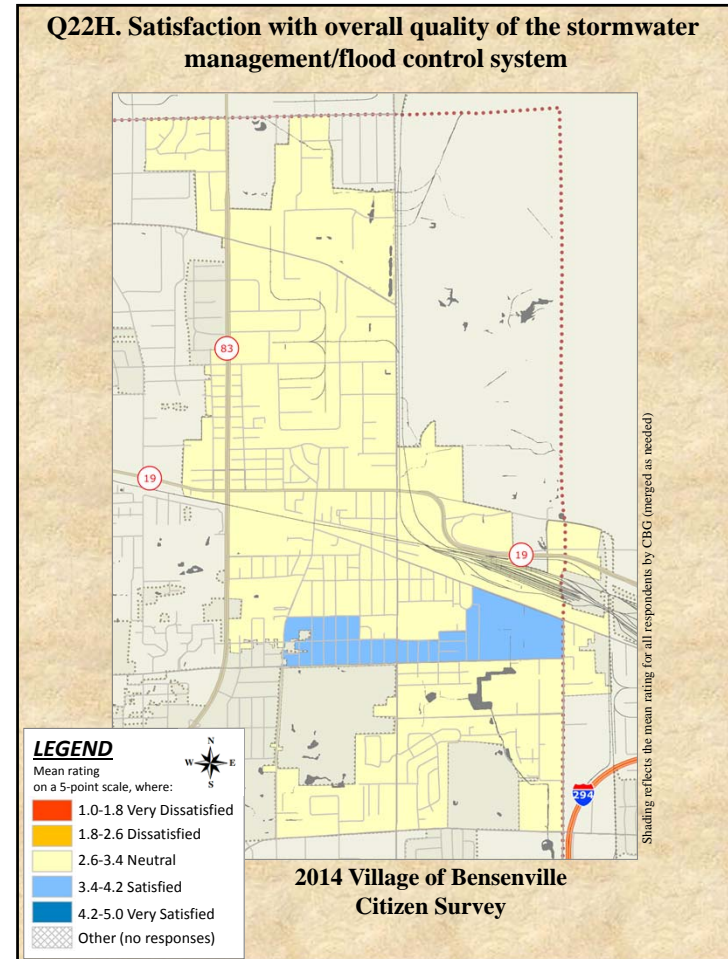 Q22H. Satisfaction with overall quality of the stormwater
management/flood control system
83
19
19
294
Shading reflects the mean rating for all respondents by CBG (merged as needed)
LEGEND
Mean rating
on a 5-point scale, where:
N
W E
S
1.0-1.8 Very Dissatisfied
1.8-2.6 Dissatisfied
2.6-3.4 Neutral
3.4-4.2 Satisfied
4.2-5.0 Very Satisfied
Other (no responses)
2014 Village of Bensenville
Citizen Survey